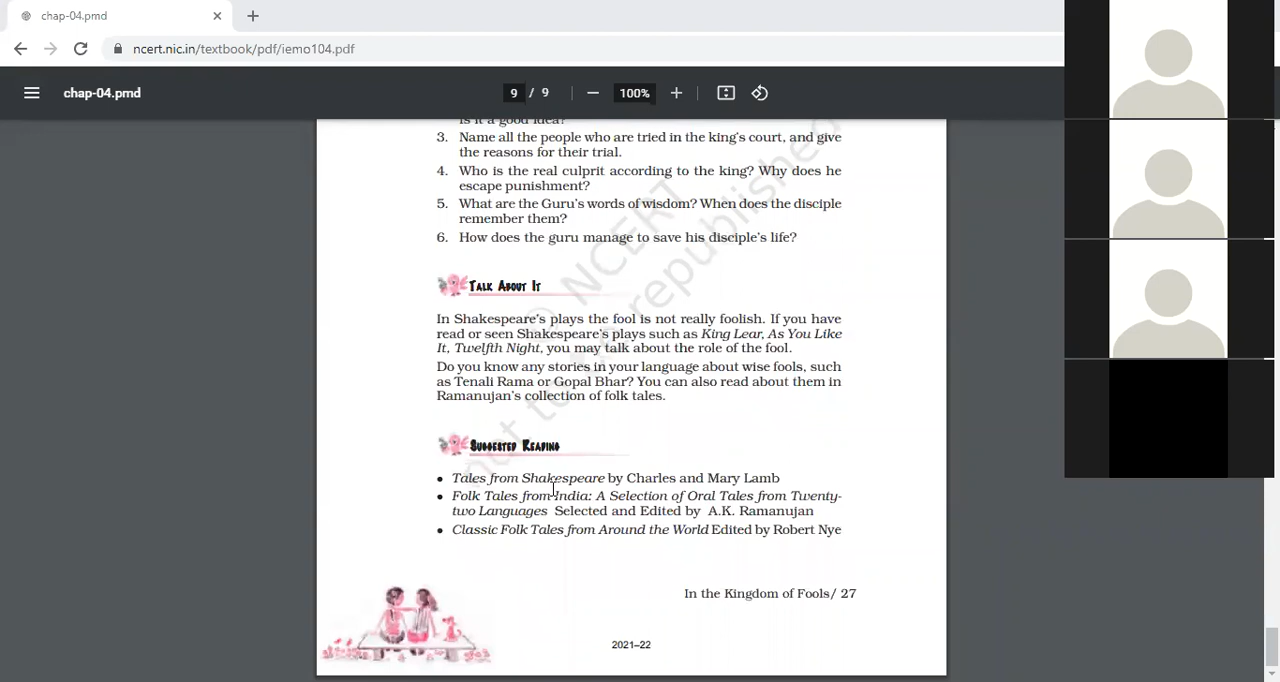 chap-04.pmd
ncert.nic.in/textbook/pdf/iemo104.pdf
chap-04.pmd
9 / 9
100%
is it a good idea?
3. Name all the people who are tried in the king's court, and give
the reasons for their trial.
4. Who is the real culprit according to the king? Why does he
escape punishment?
5. What are the Guru's words of wisdom? When does the disciple
remember them?
6. How does the guru manage to save his disciple's life?
TALK ABOUT IT
In Shakespeare's plays the fool is not really foolish. If you have
read or seen Shakespeare's plays such as King Lear, As You Like
It, Twelfth Night, you may talk about the role of the fool.
Do you know any stories in your language about wise fools, such
as Tenali Rama or Gopal Bhar? You can also read about them in
Ramanujan's collection of folk tales.
SUGGESTED READING
• Tales from Shakespeare by Charles and Mary Lamb
• Folk Tales from India: A Selection of Oral Tales from Twenty-
two Languages Selected and Edited by A.K. Ramanujan
• Classic Folk Tales from Around the World Edited by Robert Nye
In the Kingdom of Fools/ 27
2021–22
© NCERT
not to be republished